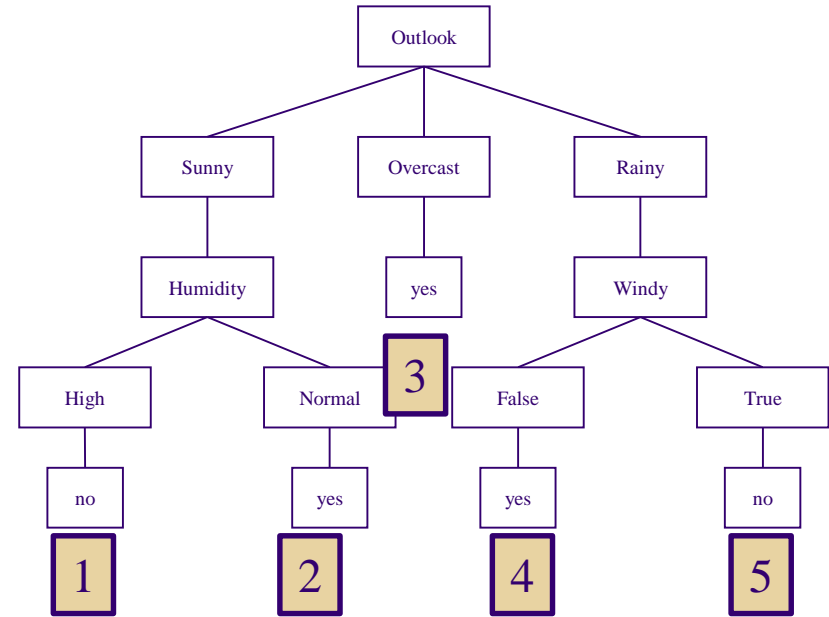 Outlook
Sunny
Overcast
Rainy
Humidity
yes
Windy
3
High
Normal
False
True
no
yes
yes
no
1
2
4
5